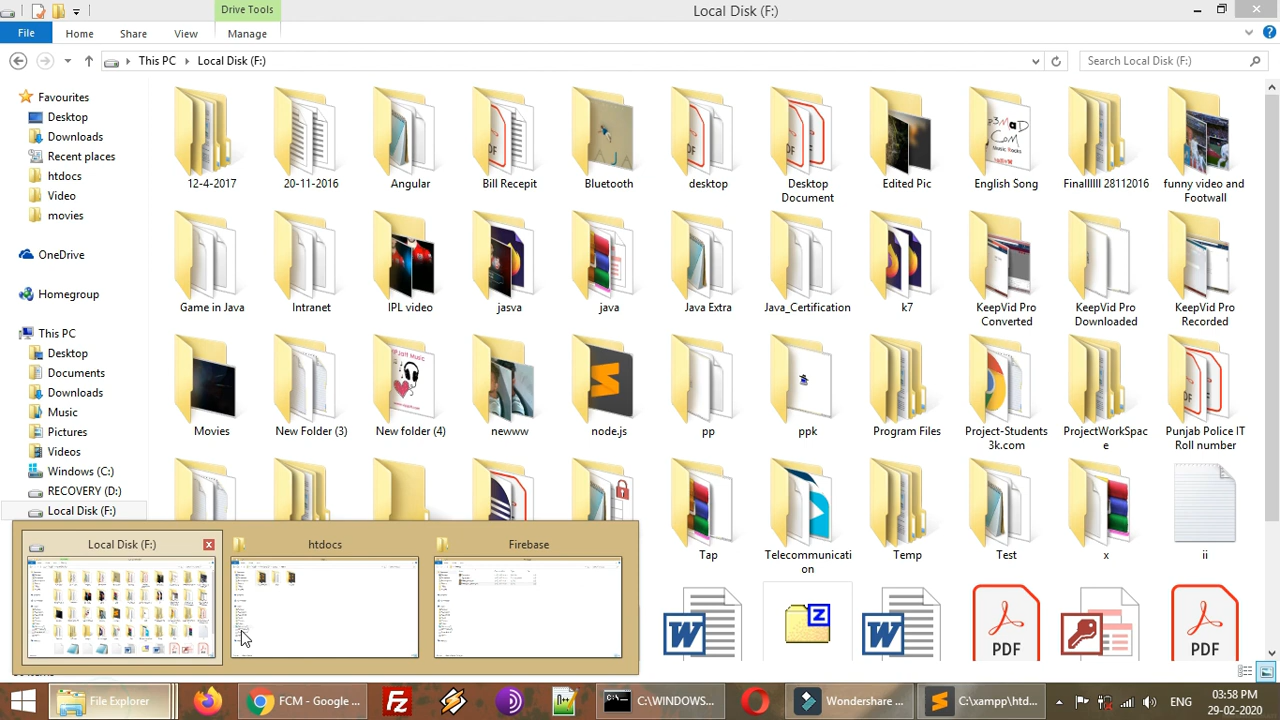 Drive Tools
Local Disk (F:)
File
Home
Share
View
Manage
This PC
Local Disk (F:)
Search Local Disk (F:)
Favourites
Desktop
Downloads
Recent places
htdocs
Video
movies
OneDrive
Homegroup
This PC
Desktop
Documents
Downloads
Music
Pictures
Videos
Windows (C:)
RECOVERY (D:)
Local Disk (F:)
12-4-2017
20-11-2016
Angular
Bill Recepit
Bluetooth
desktop
Desktop
Document
Edited Pic
English Song
Finallllll 28112016
funny video and
Footwall
Game in Java
Intranet
IPL video
jasva
java
Java Extra
Java_Certification
k7
KeepVid Pro
Converted
KeepVid Pro
Downloaded
KeepVid Pro
Recorded
Movies
New Folder (3)
New folder (4)
newww
node.js
pp
ppk
Program Files
Project-Students
3k.com
ProjectWorkSpac
e
Punjab Police IT
Roll number
Tap
Telecommunicati
on
Temp
Test
x
ii
PDF
PDF
Local Disk (F:)
htdocs
Firebase
File Explorer
FCM - Google ...
C:\WINDOWS...
Wondershare ...
C:\xampp\htd...
ENG
03:58 PM
29-02-2020